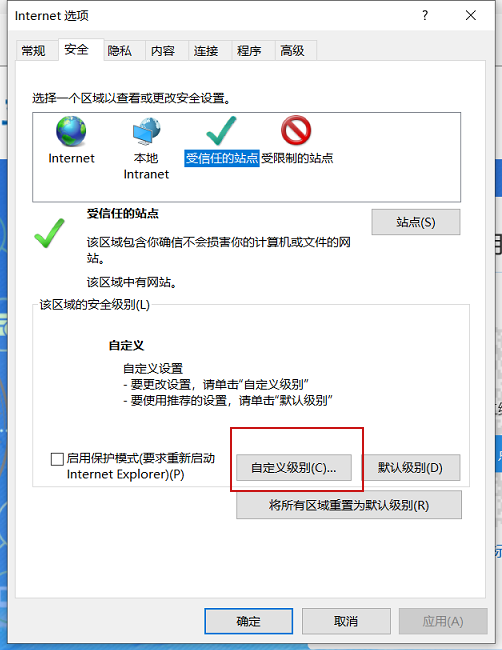 Internet 选项
?
常规 安全 隐私 内容 连接 程序 高级
选择一个区域以查看或更改安全设置。
Internet 本地 受信任的站点 受限制的站点
Intranet
受信任的站点
站点(S)
该区域包含你确信不会损害你的计算机或文件的网
站。
该区域中有网站。
该区域的安全级别(L)
自定义
自定义设置
- 要更改设置，请单击“自定义级别”
- 要使用推荐的设置，请单击“默认级别”
启用保护模式(要求重新启动
Internet Explorer)(P)
自定义级别(C)... 默认级别(D)
将所有区域重置为默认级别(R)
确定 取消 应用(A)